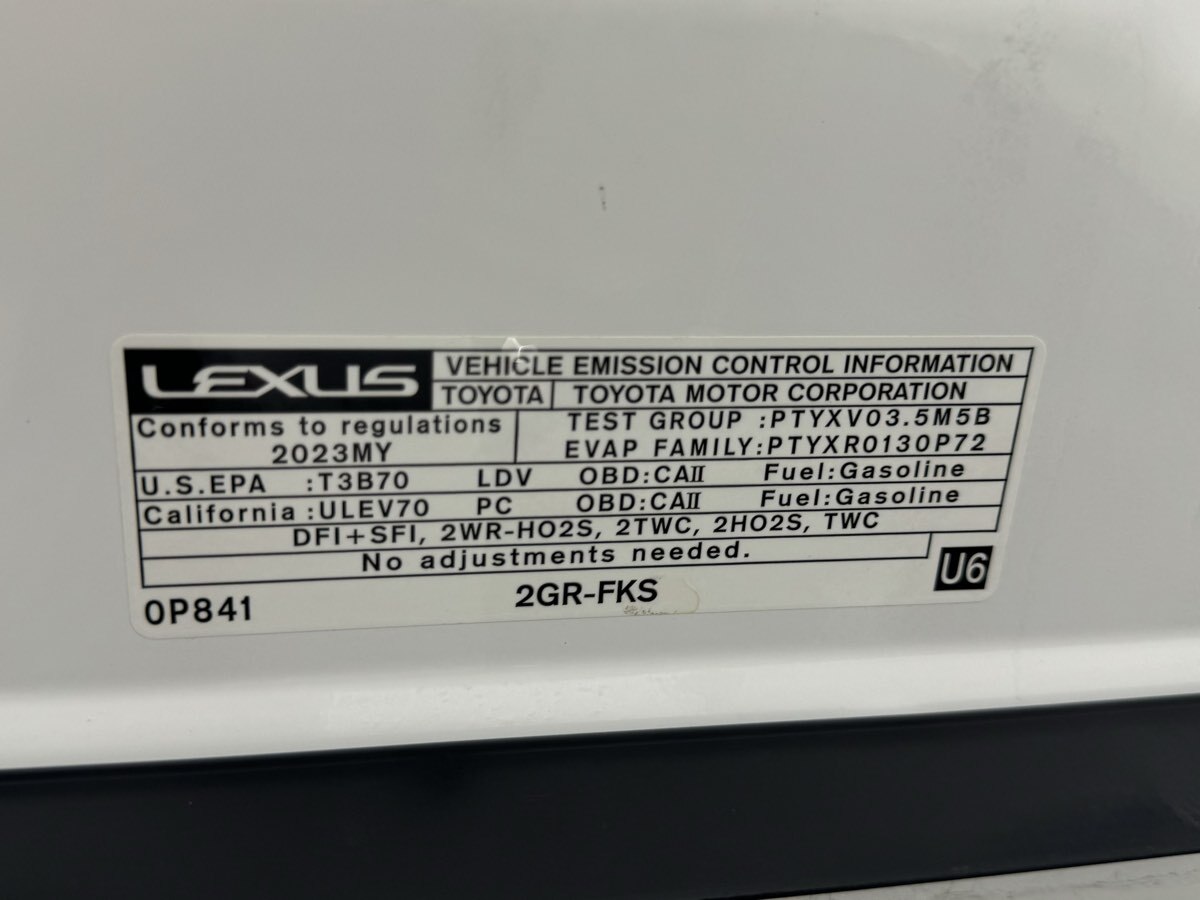 LEXUS
VEHICLE EMISSION CONTROL INFORMATION
TOYOTA TOYOTA MOTOR CORPORATION
Conforms to regulations
2023MY
TEST GROUP :PTYXV03.5M5B
EVAP FAMILY:PTYXR0130P72
U.S.EPA :T3B70 LDV OBD:CAⅡ Fuel:Gasoline
California :ULEV70 PC OBD:CAⅡ Fuel:Gasoline
DFI+SFI, 2WR-HO2S, 2TWC, 2HO2S, TWC
No adjustments needed.
U6
0P841 2GR-FKS